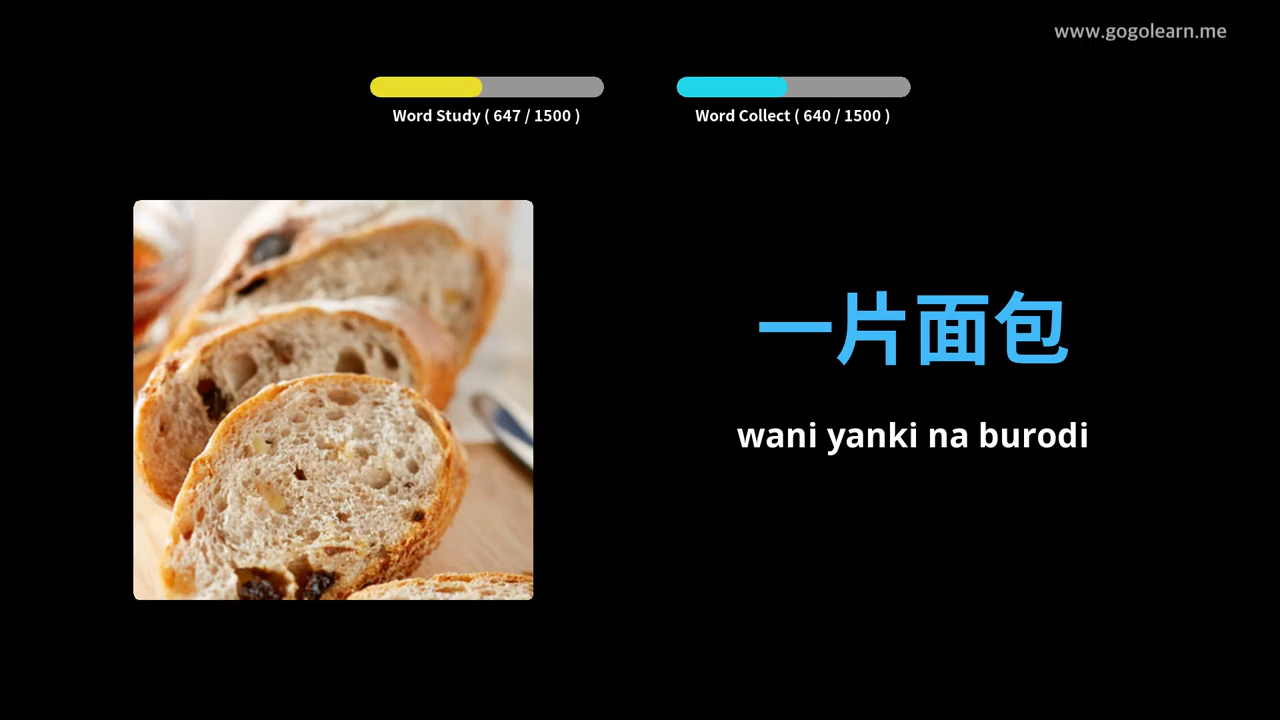 www.gogolearn.me
Word Study ( 647 / 1500 )
Word Collect ( 640 / 1500 )
一片面包
wani yanki na burodi